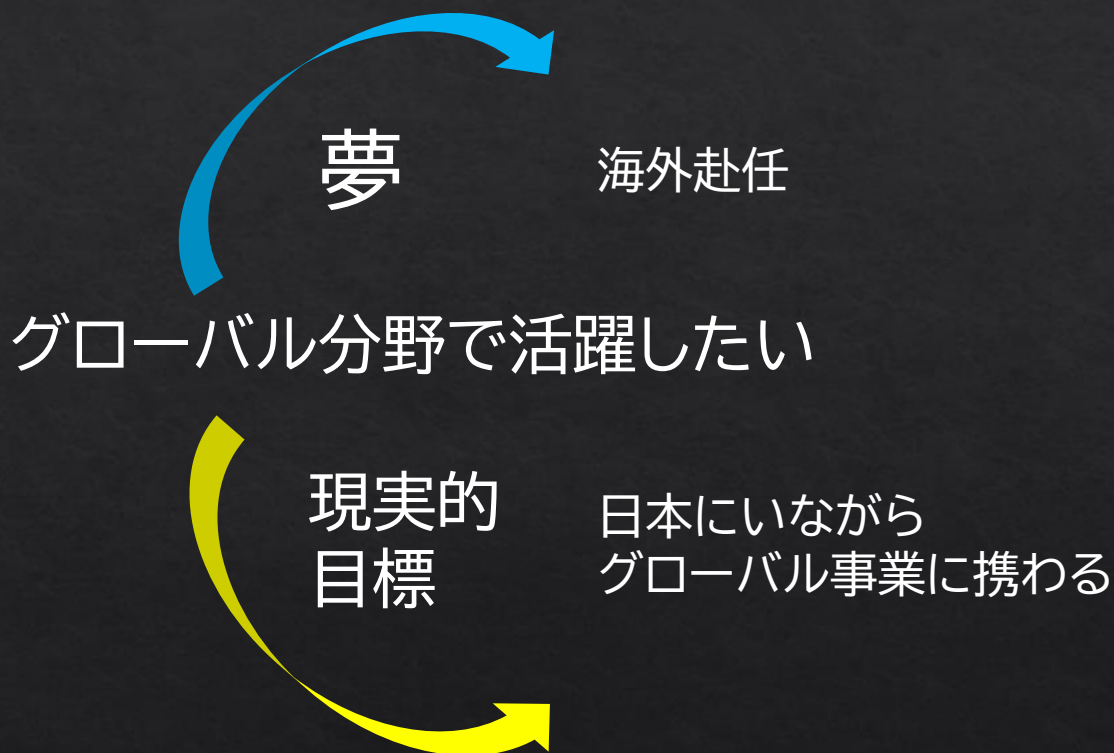 夢
海外赴任
グローバル分野で活躍したい
現実的
目標
日本にいながら
グローバル事業に携わる